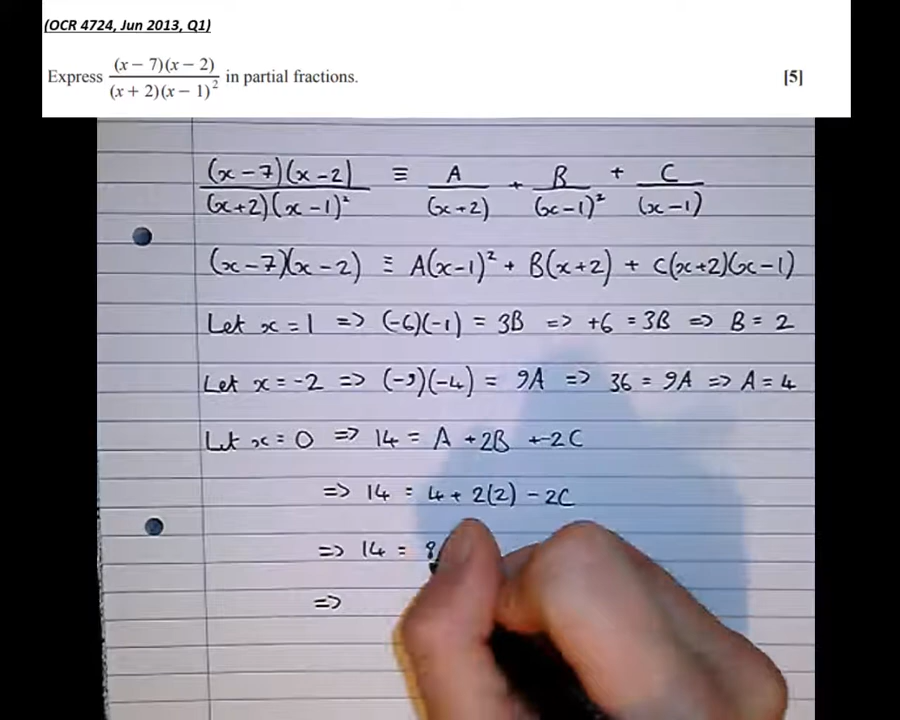 (OCR 4724, Jun 2013, Q1)
Express (x − 7)(x − 2) / (x + 2)(x − 1)² in partial fractions. [5]
(x−7)(x−2) / (x+2)(x−1)² ≡ A / (x+2) + B / (x−1)² + C / (x−1)
(x−7)(x−2) ≡ A(x−1)² + B(x+2) + C(x+2)(x−1)
Let x = 1 => (−6)(−1) = 3B => +6 = 3B => B = 2
Let x = −2 => (−9)(−4) = 9A => 36 = 9A => A = 4
Let x = 0 => 14 = A + 2B + −2C
=> 14 = 4 + 2(2) − 2C
=> 14 = 8
=>